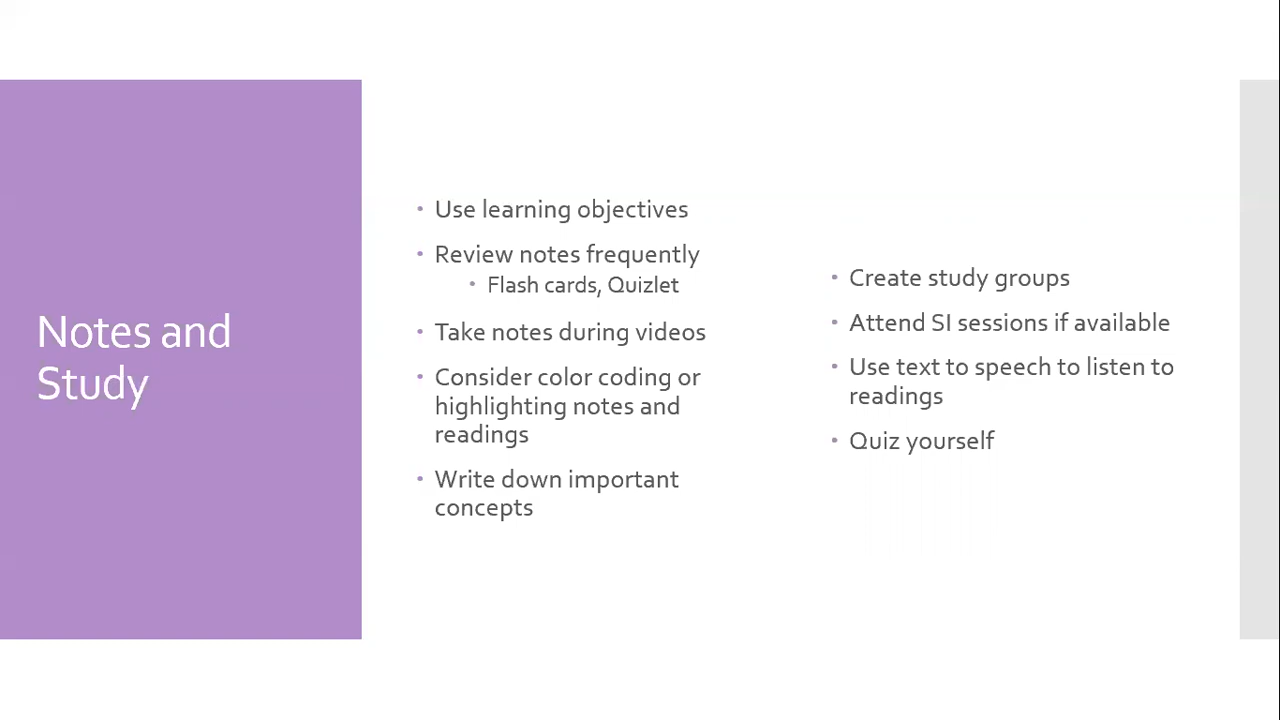 Notes and
Study
• Use learning objectives
• Review notes frequently
• Flash cards, Quizlet
• Take notes during videos
• Consider color coding or
highlighting notes and
readings
• Write down important
concepts
• Create study groups
• Attend SI sessions if available
• Use text to speech to listen to
readings
• Quiz yourself